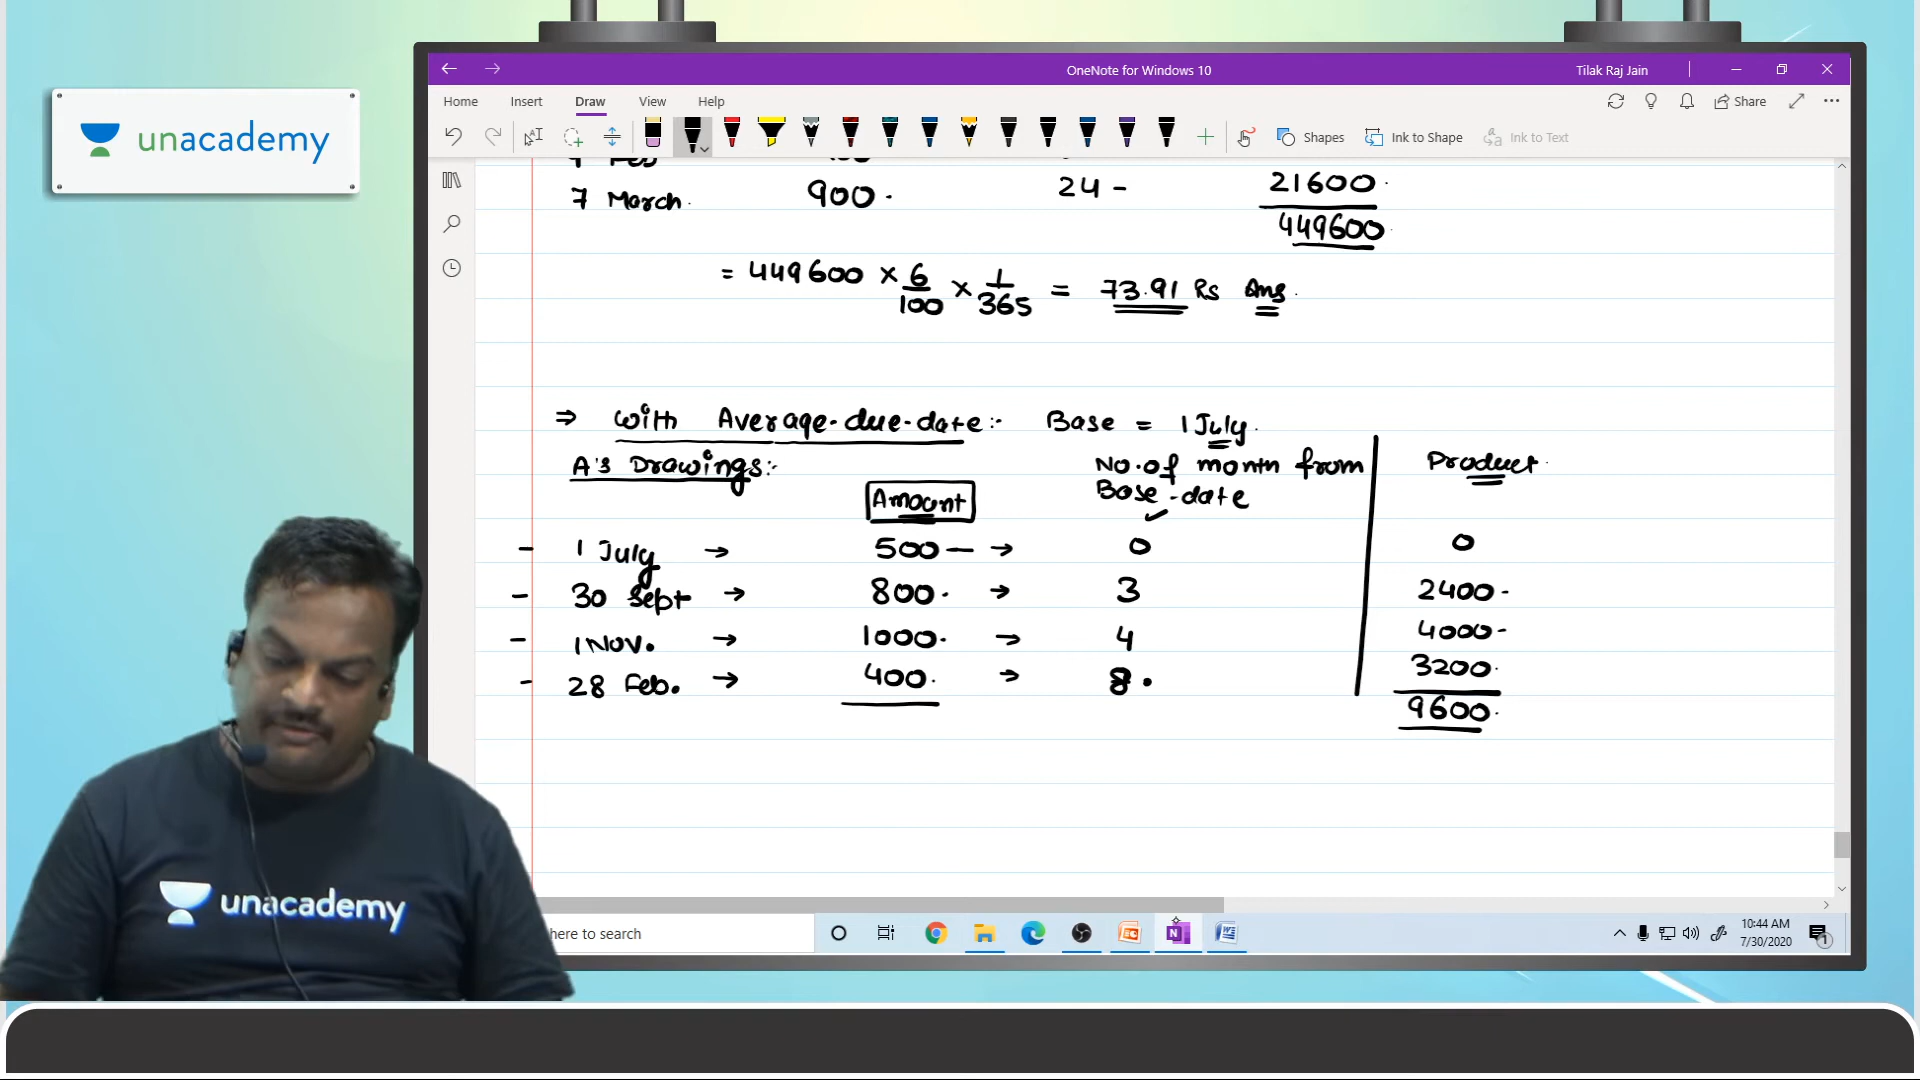 unacademy
OneNote for Windows 10
Tilak Raj Jain
Home Insert Draw View Help
Share
Shapes Ink to Shape Ink to Text
7 March. 900. 24 - 21600.
449600.
= 449600 × 6/100 × 1/365 = 73.91 Rs Ans.
⇒ With Average-due-date:- Base = 1 July.
A's Drawings:-
Amount
No. of month from
Base-date
Product.
- 1 July → 500 — → 0 0
- 30 Sept → 800. → 3 2400-
- 1 Nov. → 1000. → 4 4000-
- 28 Feb. → 400. → 8. 3200.
9600.
unacademy
here to search
10:44 AM
7/30/2020
1